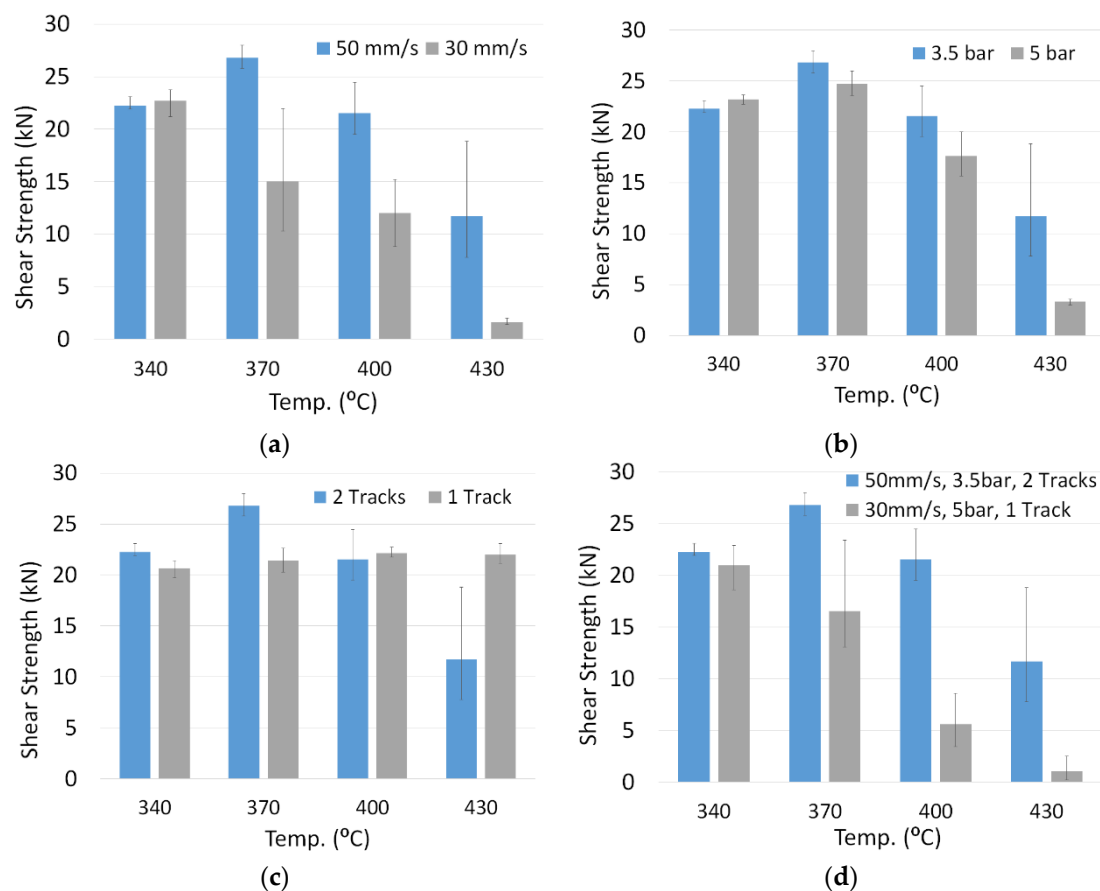 30
25
20
15
10
5
0
Shear Strength (kN)
50 mm/s 30 mm/s
340 370 400 430
Temp. (⁰C)
(a)
30
25
20
15
10
5
0
Shear Strength (kN)
3.5 bar 5 bar
340 370 400 430
Temp. (⁰C)
(b)
30
25
20
15
10
5
0
Shear Strength (kN)
2 Tracks 1 Track
340 370 400 430
Temp. (⁰C)
(c)
30
25
20
15
10
5
0
Shear Strength (kN)
50mm/s, 3.5bar, 2 Tracks
30mm/s, 5bar, 1 Track
340 370 400 430
Temp. (⁰C)
(d)